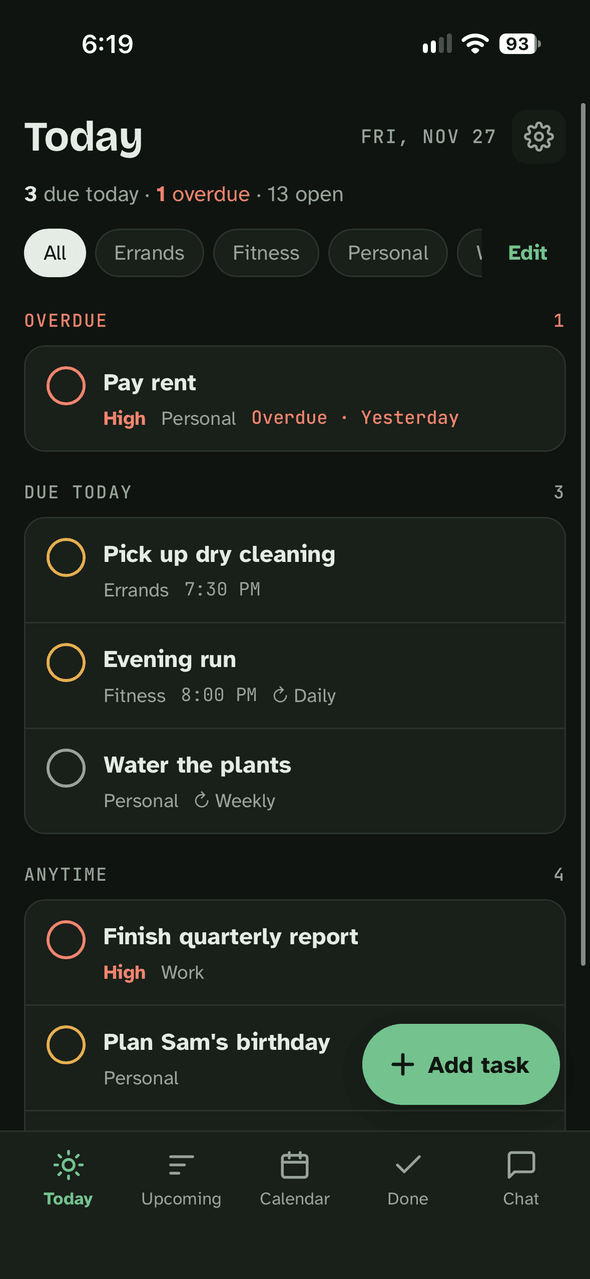 6:19
93
Today
FRI, NOV 27
3 due today · 1 overdue · 13 open
All Errands Fitness Personal Edit
OVERDUE 1
Pay rent
High Personal Overdue · Yesterday
DUE TODAY 3
Pick up dry cleaning
Errands 7:30 PM
Evening run
Fitness 8:00 PM Daily
Water the plants
Personal Weekly
ANYTIME 4
Finish quarterly report
High Work
Plan Sam's birthday
Personal
+ Add task
Today Upcoming Calendar Done Chat